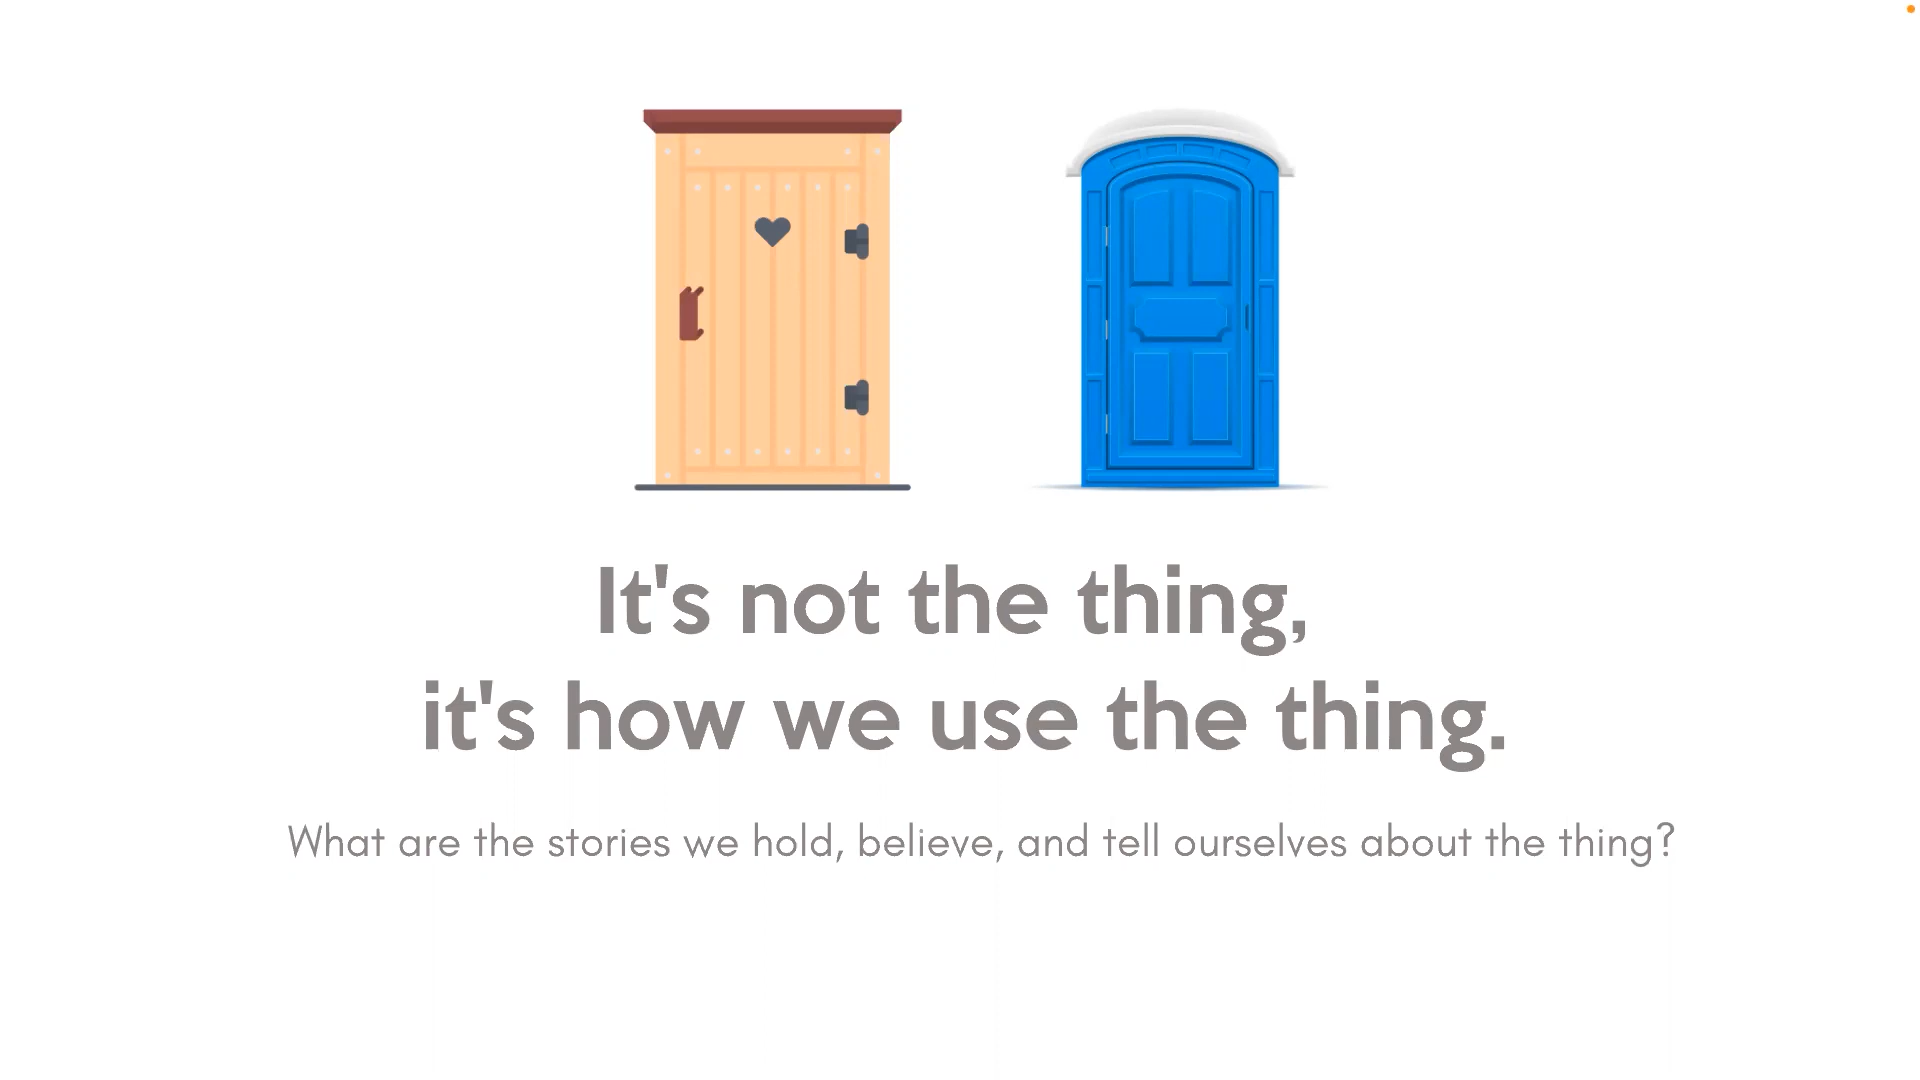 It's not the thing,
it's how we use the thing.
What are the stories we hold, believe, and tell ourselves about the thing?